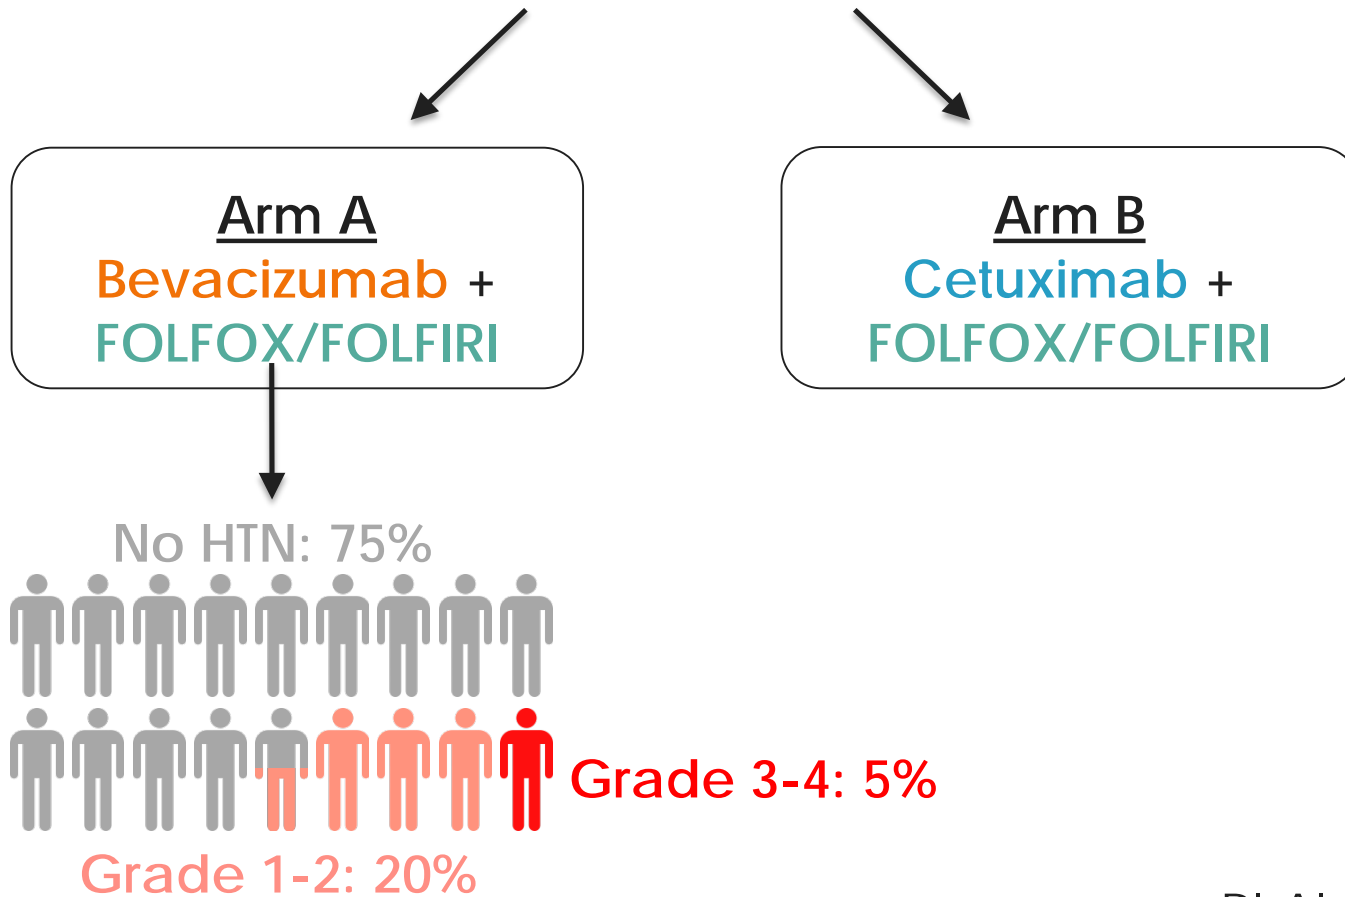 Arm A
Bevacizumab +
FOLFOX/FOLFIRI
Arm B
Cetuximab +
FOLFOX/FOLFIRI
No HTN: 75%
Grade 3-4: 5%
Grade 1-2: 20%